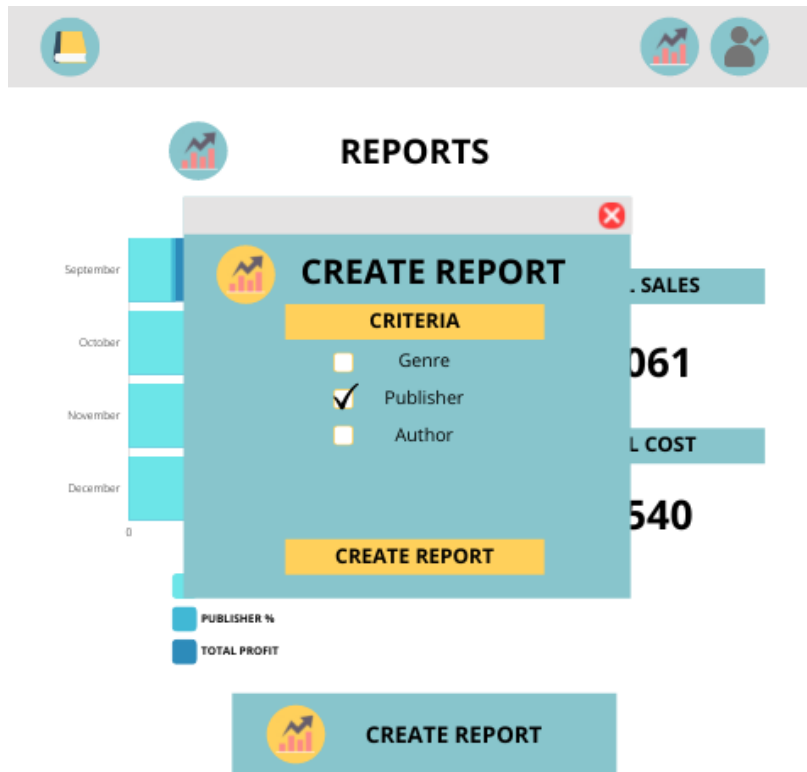 REPORTS
CREATE REPORT
CRITERIA
Genre
Publisher
Author
CREATE REPORT
September
October
November
December
0
SALES
061
COST
540
PUBLISHER %
TOTAL PROFIT
CREATE REPORT